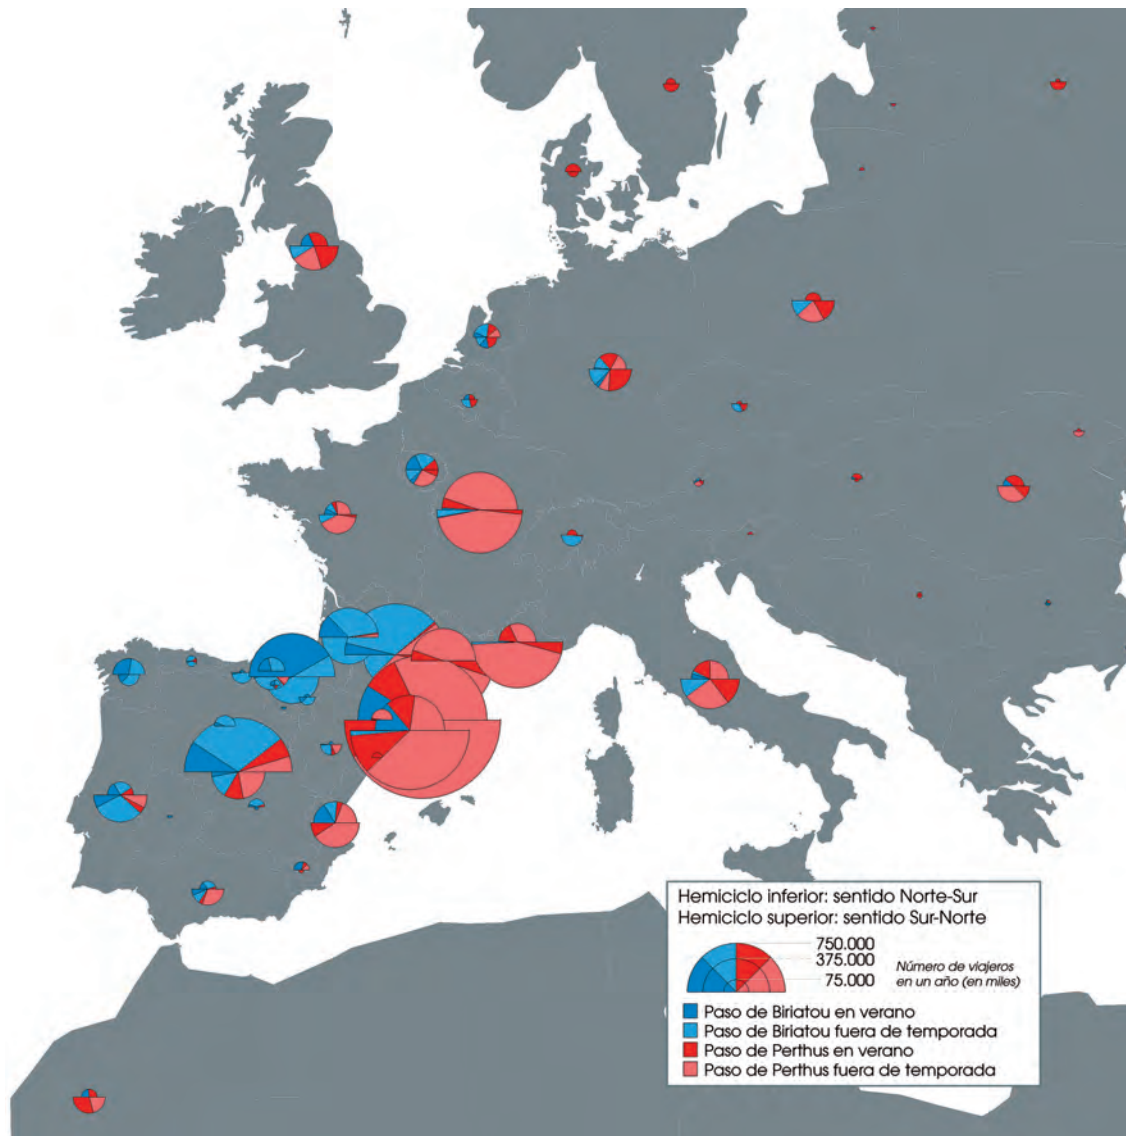 Hemiciclo inferior: sentido Norte-Sur
Hemiciclo superior: sentido Sur-Norte
750.000
375.000
75.000
Número de viajeros
en un año (en miles)
Paso de Biriatou en verano
Paso de Biriatou fuera de temporada
Paso de Perthus en verano
Paso de Perthus fuera de temporada